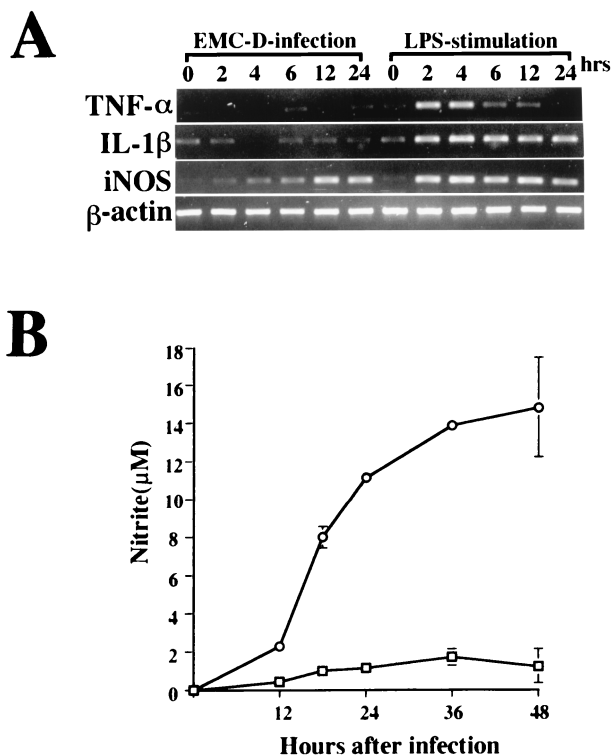 A
EMC-D-infection LPS-stimulation
0 2 4 6 12 24 0 2 4 6 12 24 hrs
TNF-α
IL-1β
iNOS
β-actin
B
18
16
14
12
10
8
6
4
2
0
Nitrite(μM)
12 24 36 48
Hours after infection